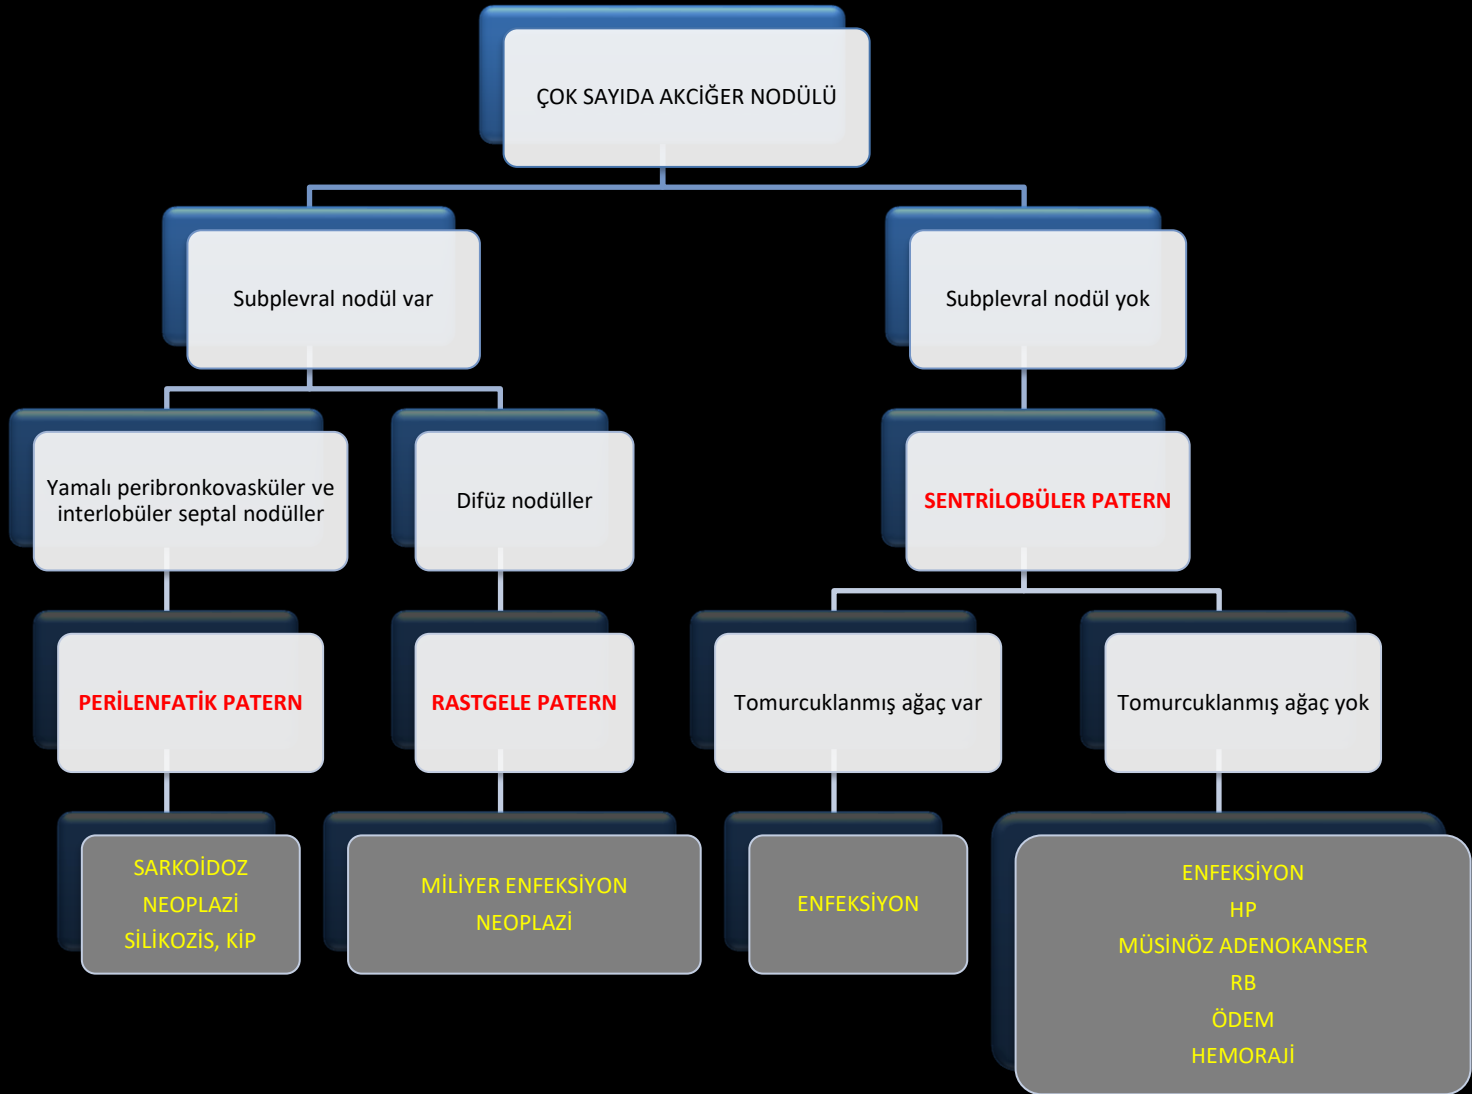 ÇOK SAYIDA AKCİĞER NODÜLÜ
Subplevral nodül var
Subplevral nodül yok
Yamalı peribronkovasküler ve
interlobüler septal nodüller
Difüz nodüller
SENTRİLOBÜLER PATERN
PERİLENFATİK PATERN
RASTGELE PATERN
Tomurcuklanmış ağaç var
Tomurcuklanmış ağaç yok
SARKOİDOZ
NEOPLAZİ
SİLİKOZİS, KİP
MİLİYER ENFEKSİYON
NEOPLAZİ
ENFEKSİYON
ENFEKSİYON
HP
MÜSİNÖZ ADENOKANSER
RB
ÖDEM
HEMORAJİ